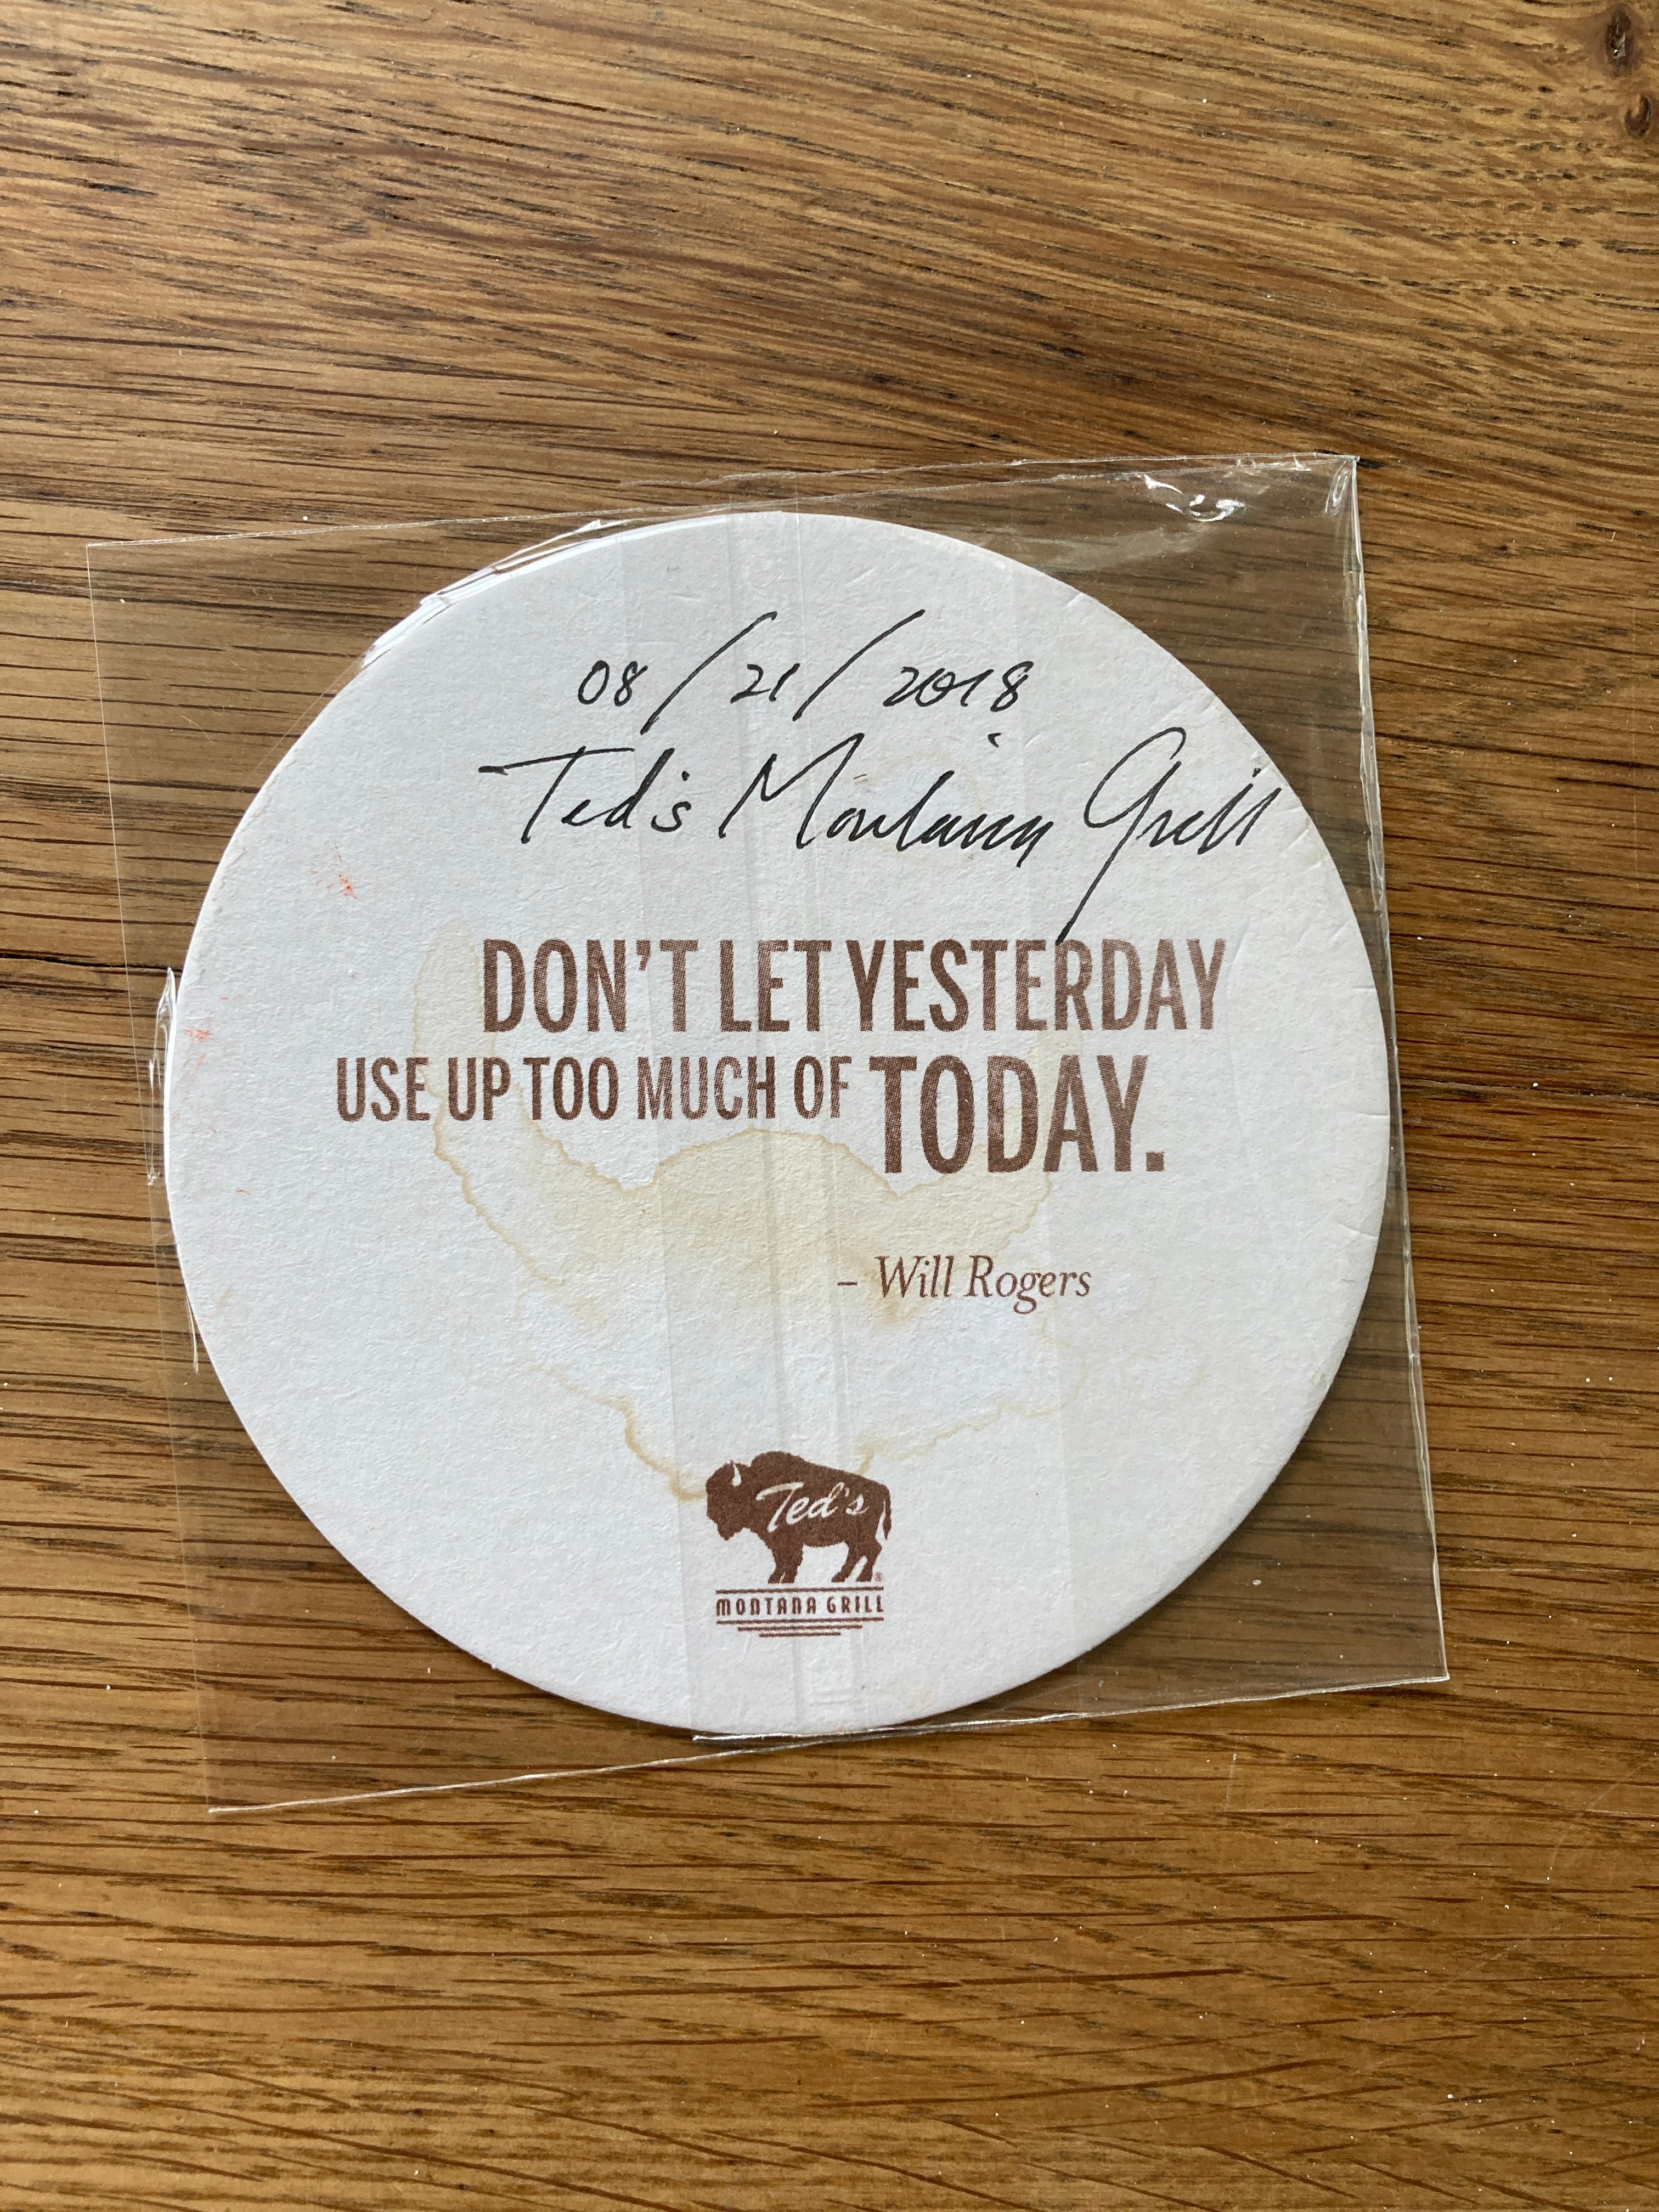 08/21/2018
Ted's Montana Grill
DON'T LET YESTERDAY
USE UP TOO MUCH OF TODAY.
– Will Rogers
Ted's
MONTANA GRILL